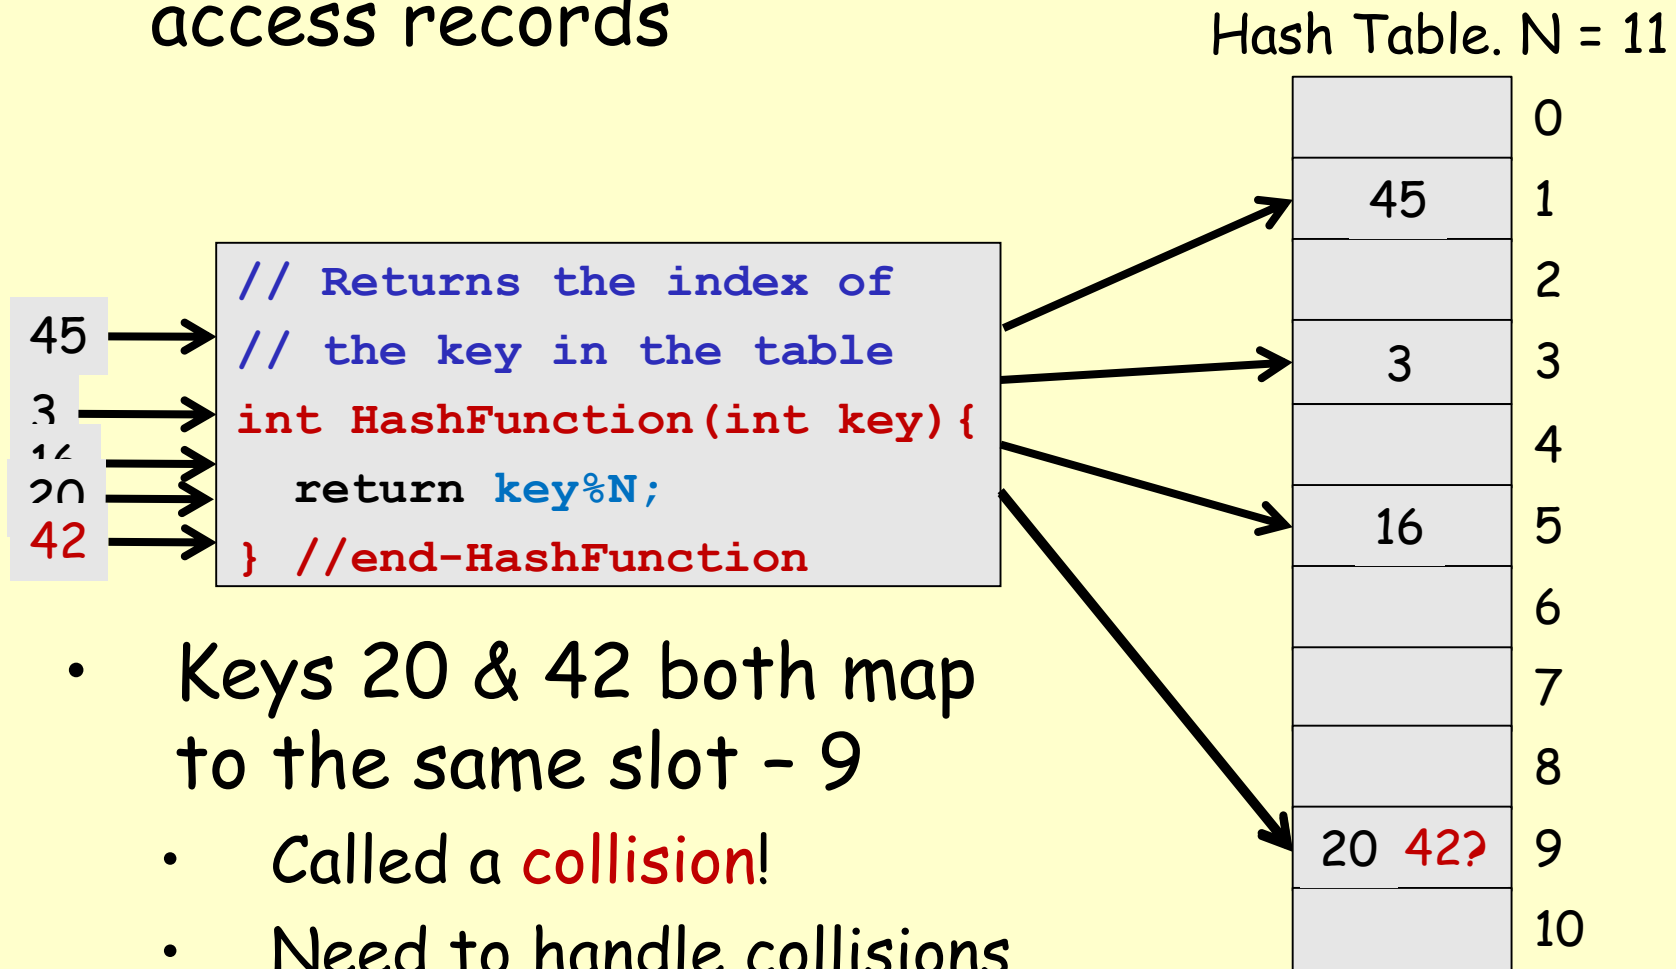 access records
Hash Table. N = 11
0
45 1
2
3 3
4
16 5
6
7
8
20 42? 9
10
45
3
16
20
42
// Returns the index of
// the key in the table
int HashFunction(int key){
return key%N;
} //end-HashFunction
• Keys 20 & 42 both map
to the same slot – 9
• Called a collision!
• Need to handle collisions